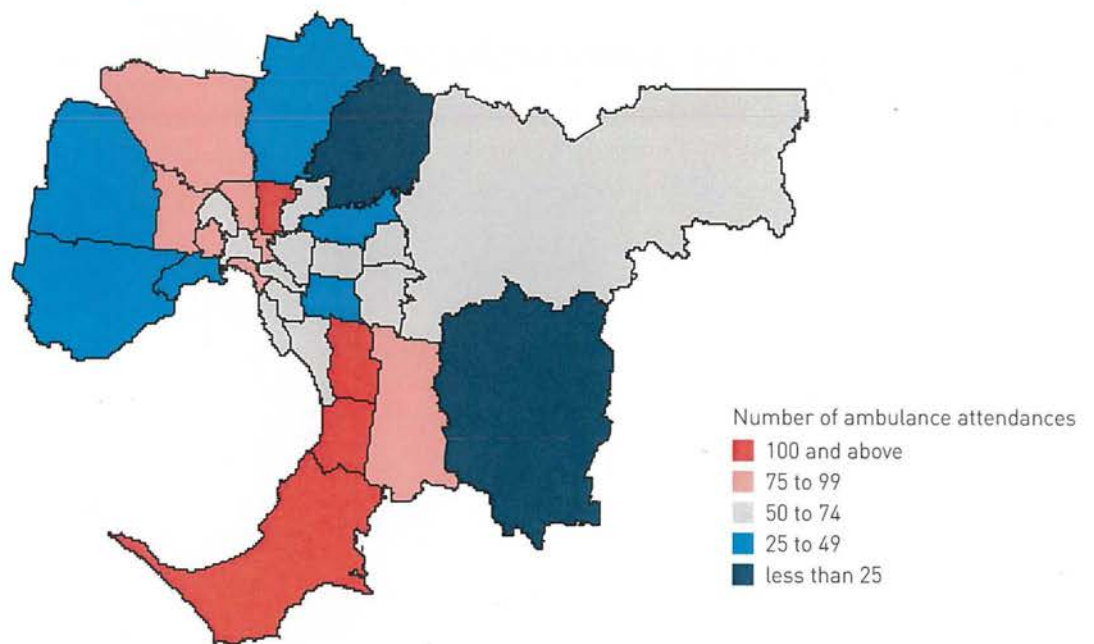 Number of ambulance attendances
100 and above
75 to 99
50 to 74
25 to 49
less than 25